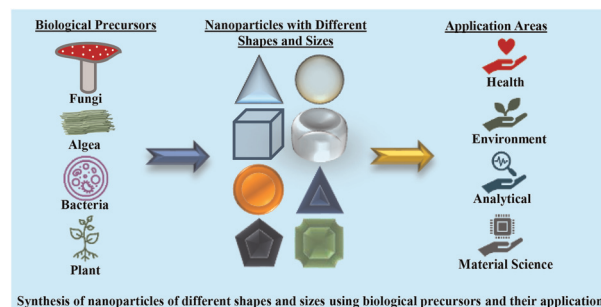 Biological Precursors
Fungi
Algea
Bacteria
Plant
Nanoparticles with Different
Shapes and Sizes
Application Areas
Health
Environment
Analytical
Material Science
Synthesis of nanoparticles of different shapes and sizes using biological precursors and their application